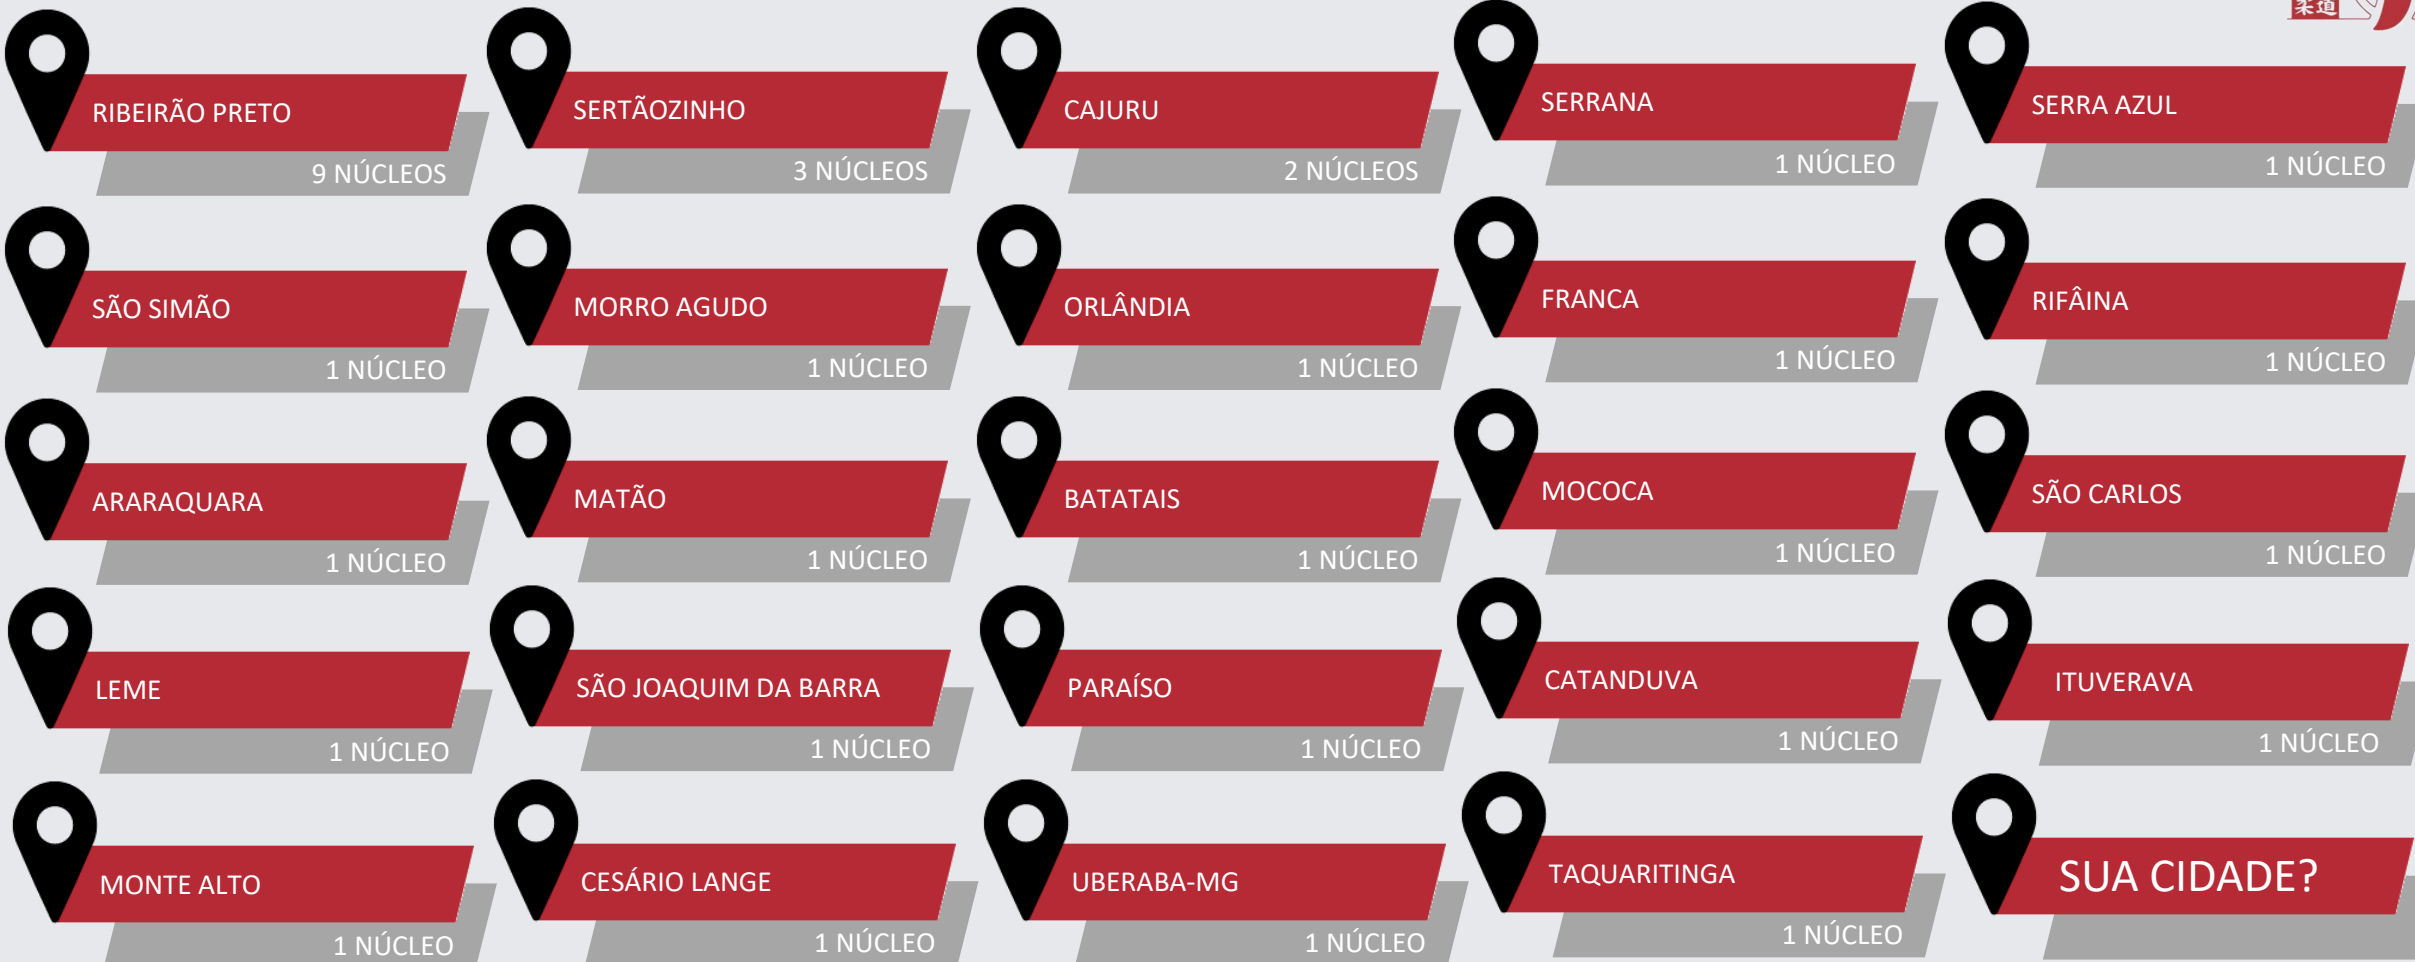 柔道
RIBEIRÃO PRETO
9 NÚCLEOS
SERTÃOZINHO
3 NÚCLEOS
CAJURU
2 NÚCLEOS
SERRANA
1 NÚCLEO
SERRA AZUL
1 NÚCLEO
SÃO SIMÃO
1 NÚCLEO
MORRO AGUDO
1 NÚCLEO
ORLÂNDIA
1 NÚCLEO
FRANCA
1 NÚCLEO
RIFÂINA
1 NÚCLEO
ARARAQUARA
1 NÚCLEO
MATÃO
1 NÚCLEO
BATATAIS
1 NÚCLEO
MOCOCA
1 NÚCLEO
SÃO CARLOS
1 NÚCLEO
LEME
1 NÚCLEO
SÃO JOAQUIM DA BARRA
1 NÚCLEO
PARAÍSO
1 NÚCLEO
CATANDUVA
1 NÚCLEO
ITUVERAVA
1 NÚCLEO
MONTE ALTO
1 NÚCLEO
CESÁRIO LANGE
1 NÚCLEO
UBERABA-MG
1 NÚCLEO
TAQUARITINGA
1 NÚCLEO
SUA CIDADE?